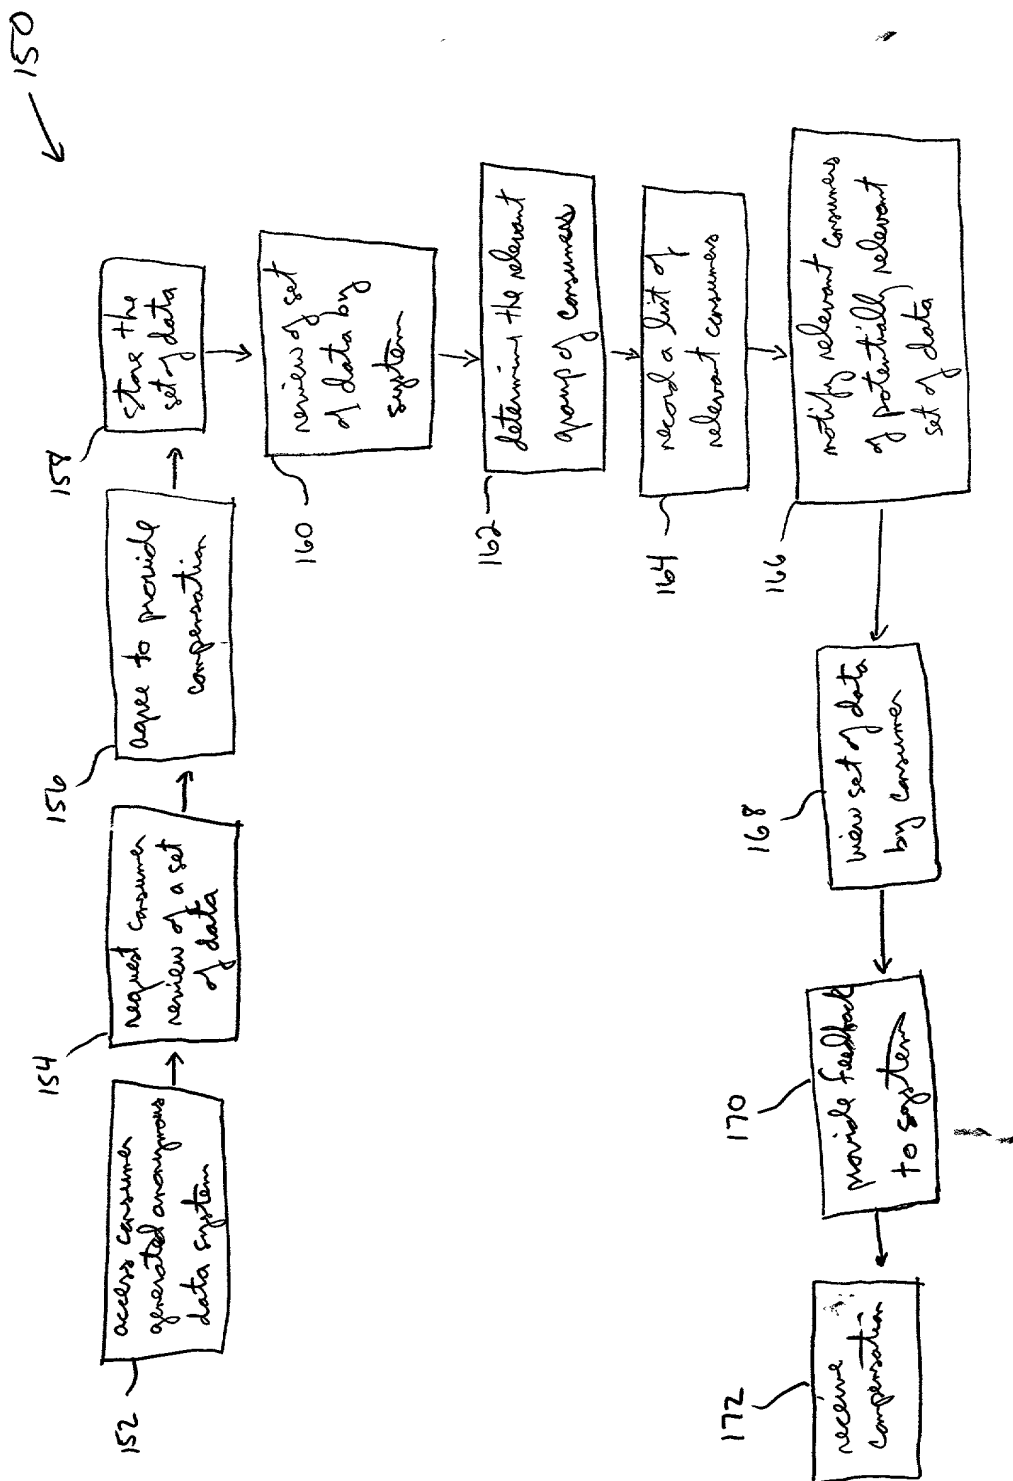 150
152
access consumer
generated anonymous
data system
154
request consumer
review of a set
of data
156
agree to provide
compensation
158
store the
set of data
160
review of set
of data by
system
162
determine the relevant
group of consumers
164
record a list of
relevant consumers
166
notify relevant consumers
of potentially relevant
set of data
168
view set of data
by consumer
170
provide feedback
to system
172
receive
compensation